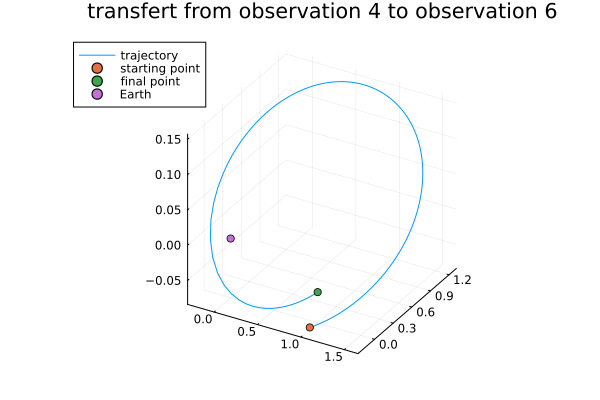 transfert from observation 4 to observation 6
trajectory
starting point
final point
Earth
0.15
0.10
0.05
0.00
−0.05
0.0
0.5
1.0
1.5
0.0
0.3
0.6
0.9
1.2